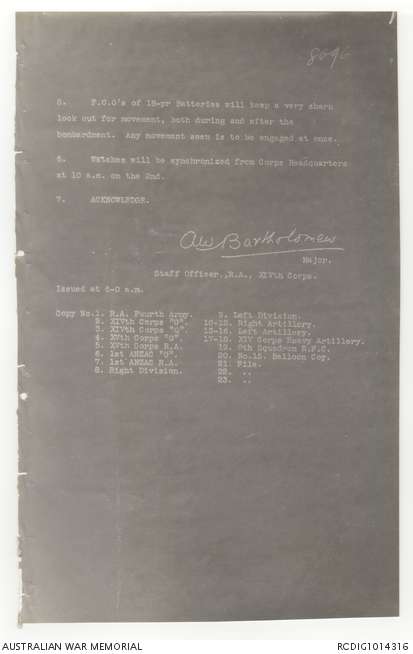 8096
5. F.O.O's of 18-pr Batteries will keep a very sharp
look out for movement, both during and after the
bombardment. Any movement seen is to be engaged at once.
6. Watches will be synchronized from Corps Headquarters
at 10 a.m. on the 2nd.
7. ACKNOWLEDGE.
AW Bartholomew
Major.
Staff Officer, R.A., XIVth Corps.
Issued at 6-0 a.m.
Copy No.1. R.A. Fourth Army.
2. XIVth Corps "G".
3. XIVth Corps "Q".
4. XVth Corps "G".
5. XVth Corps R.A.
6. 1st ANZAC "G".
7. 1st ANZAC R.A.
8. Right Division.
9. Left Division.
10-12. Right Artillery.
13-16. Left Artillery.
17-18. XIV Corps Heavy Artillery.
19. 9th Squadron R.F.C.
20. No.15. Balloon Coy.
21. File.
22. ,,
23. ,,
AUSTRALIAN WAR MEMORIAL
RCDIG1014316